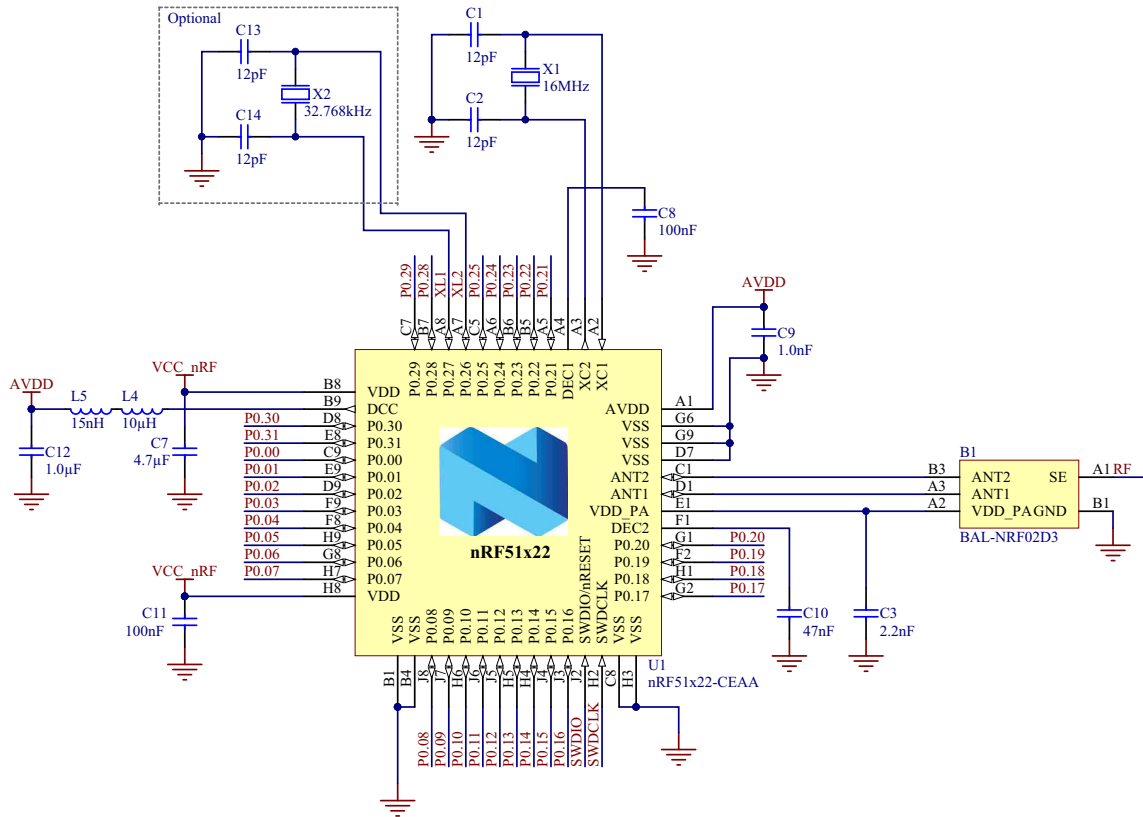 Optional
C13
12pF
X2
32.768kHz
C14
12pF
C1
12pF
X1
16MHz
C2
12pF
C8
100nF
P0.29
P0.28
XL1
XL2
P0.25
P0.24
P0.23
P0.22
P0.21
C7
B7
A8
A7
C5
A6
B6
B5
A5
A4
A3
A2
P0.29
P0.28
P0.27
P0.26
P0.25
P0.24
P0.23
P0.22
P0.21
DEC1
XC2
XC1
AVDD
C9
1.0nF
AVDD
L5
15nH
L4
10µH
C12
1.0µF
VCC_nRF
C7
4.7µF
B8
VDD
B9
DCC
P0.30
D8
P0.30
P0.31
E8
P0.31
P0.00
C9
P0.00
P0.01
E9
P0.01
P0.02
D9
P0.02
P0.03
F9
P0.03
P0.04
F8
P0.04
P0.05
H9
P0.05
P0.06
G8
P0.06
P0.07
H7
P0.07
VCC_nRF
H8
VDD
C11
100nF
nRF51x22
AVDD
A1
VSS
G6
VSS
G9
VSS
D7
ANT2
C1
ANT1
D1
VDD_PA
E1
DEC2
F1
P0.20
G1
P0.20
P0.19
F2
P0.19
P0.18
H1
P0.18
P0.17
G2
P0.17
B1
B3
ANT2
A3
ANT1
A2
VDD_PA
SE
A1
RF
GND
B1
BAL-NRF02D3
C10
47nF
C3
2.2nF
VSS
VSS
P0.08
P0.09
P0.10
P0.11
P0.12
P0.13
P0.14
P0.15
P0.16
SWDIO/nRESET
SWDCLK
VSS
VSS
U1
nRF51x22-CEAA
B1
B4
J8
J7
H6
J6
J5
H5
H4
J4
J3
J2
H2
C8
H3
P0.08
P0.09
P0.10
P0.11
P0.12
P0.13
P0.14
P0.15
P0.16
SWDIO
SWDCLK